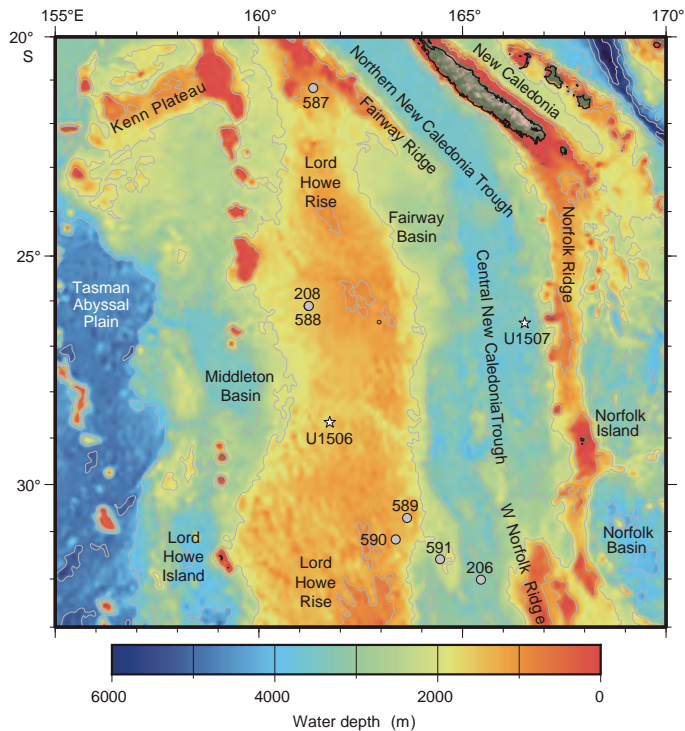 155°E
160°
165°
170°
20°
S
25°
30°
Kenn Plateau
587
Northern New Caledonia Trough
Fairway Ridge
New Caledonia
Lord
Howe
Rise
Fairway
Basin
Norfolk Ridge
Tasman
Abyssal
Plain
208
588
Central New CaledoniaTrough
U1507
Middleton
Basin
U1506
Norfolk
Island
589
590
591
206
Lord
Howe
Island
Lord
Howe
Rise
W Norfolk Ridge
Norfolk
Basin
6000
4000
2000
0
Water depth (m)